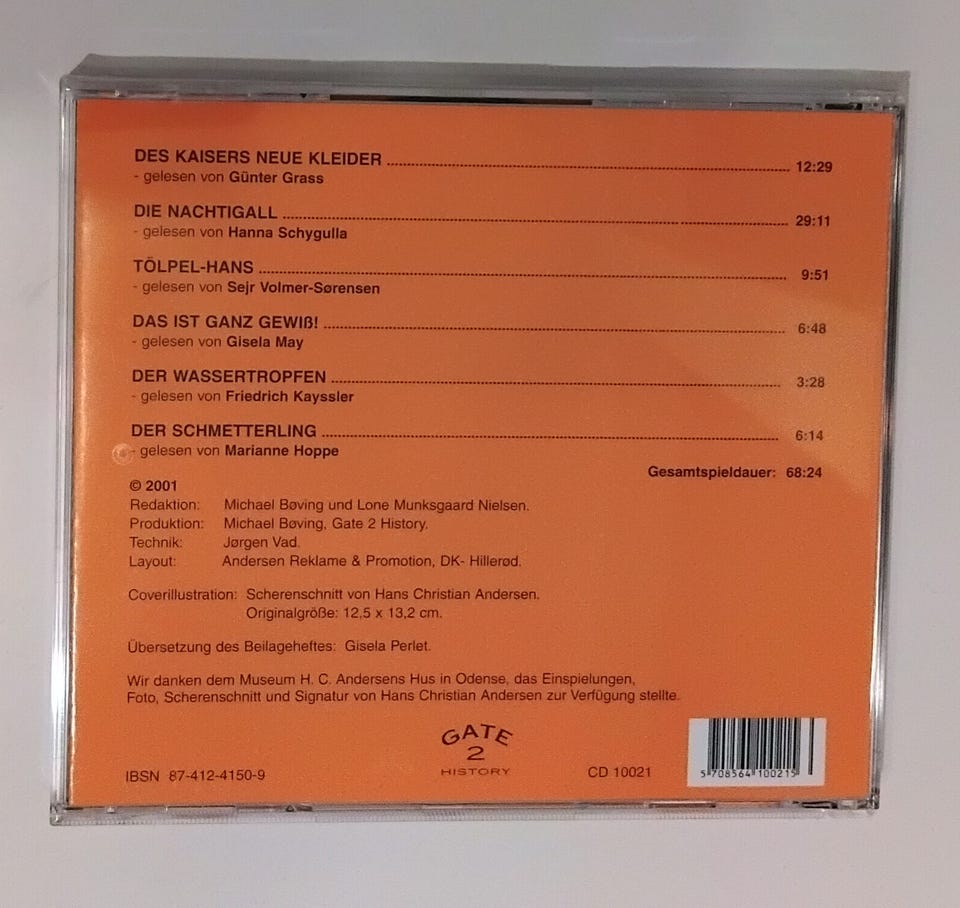 DES KAISERS NEUE KLEIDER ........................................ 12:29
- gelesen von Günter Grass
DIE NACHTIGALL ........................................ 29:11
- gelesen von Hanna Schygulla
TÖLPEL-HANS ........................................ 9:51
- gelesen von Sejr Volmer-Sørensen
DAS IST GANZ GEWIß! ........................................ 6:48
- gelesen von Gisela May
DER WASSERTROPFEN ........................................ 3:28
- gelesen von Friedrich Kayssler
DER SCHMETTERLING ........................................ 6:14
- gelesen von Marianne Hoppe
Gesamtspieldauer: 68:24
© 2001
Redaktion: Michael Bøving und Lone Munksgaard Nielsen.
Produktion: Michael Bøving, Gate 2 History.
Technik: Jørgen Vad.
Layout: Andersen Reklame & Promotion, DK- Hillerød.
Coverillustration: Scherenschnitt von Hans Christian Andersen.
Originalgröße: 12,5 x 13,2 cm.
Übersetzung des Beilageheftes: Gisela Perlet.
Wir danken dem Museum H. C. Andersens Hus in Odense, das Einspielungen,
Foto, Scherenschnitt und Signatur von Hans Christian Andersen zur Verfügung stellte.
GATE
2
HISTORY
IBSN 87-412-4150-9
CD 10021
5 708564 100215